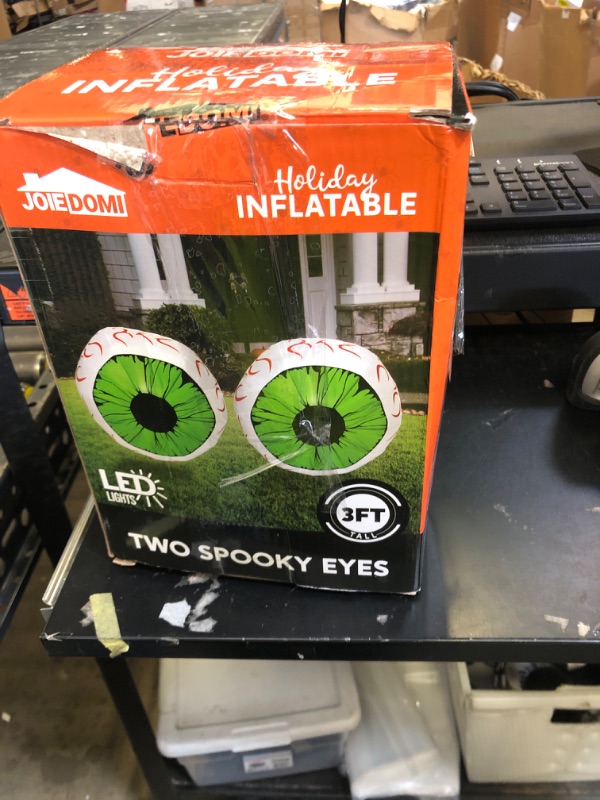 JOIEDOMI
Holiday
INFLATABLE
JOIEDOMI
Holiday
INFLATABLE
LED
LIGHTS
3FT
TALL
TWO SPOOKY EYES